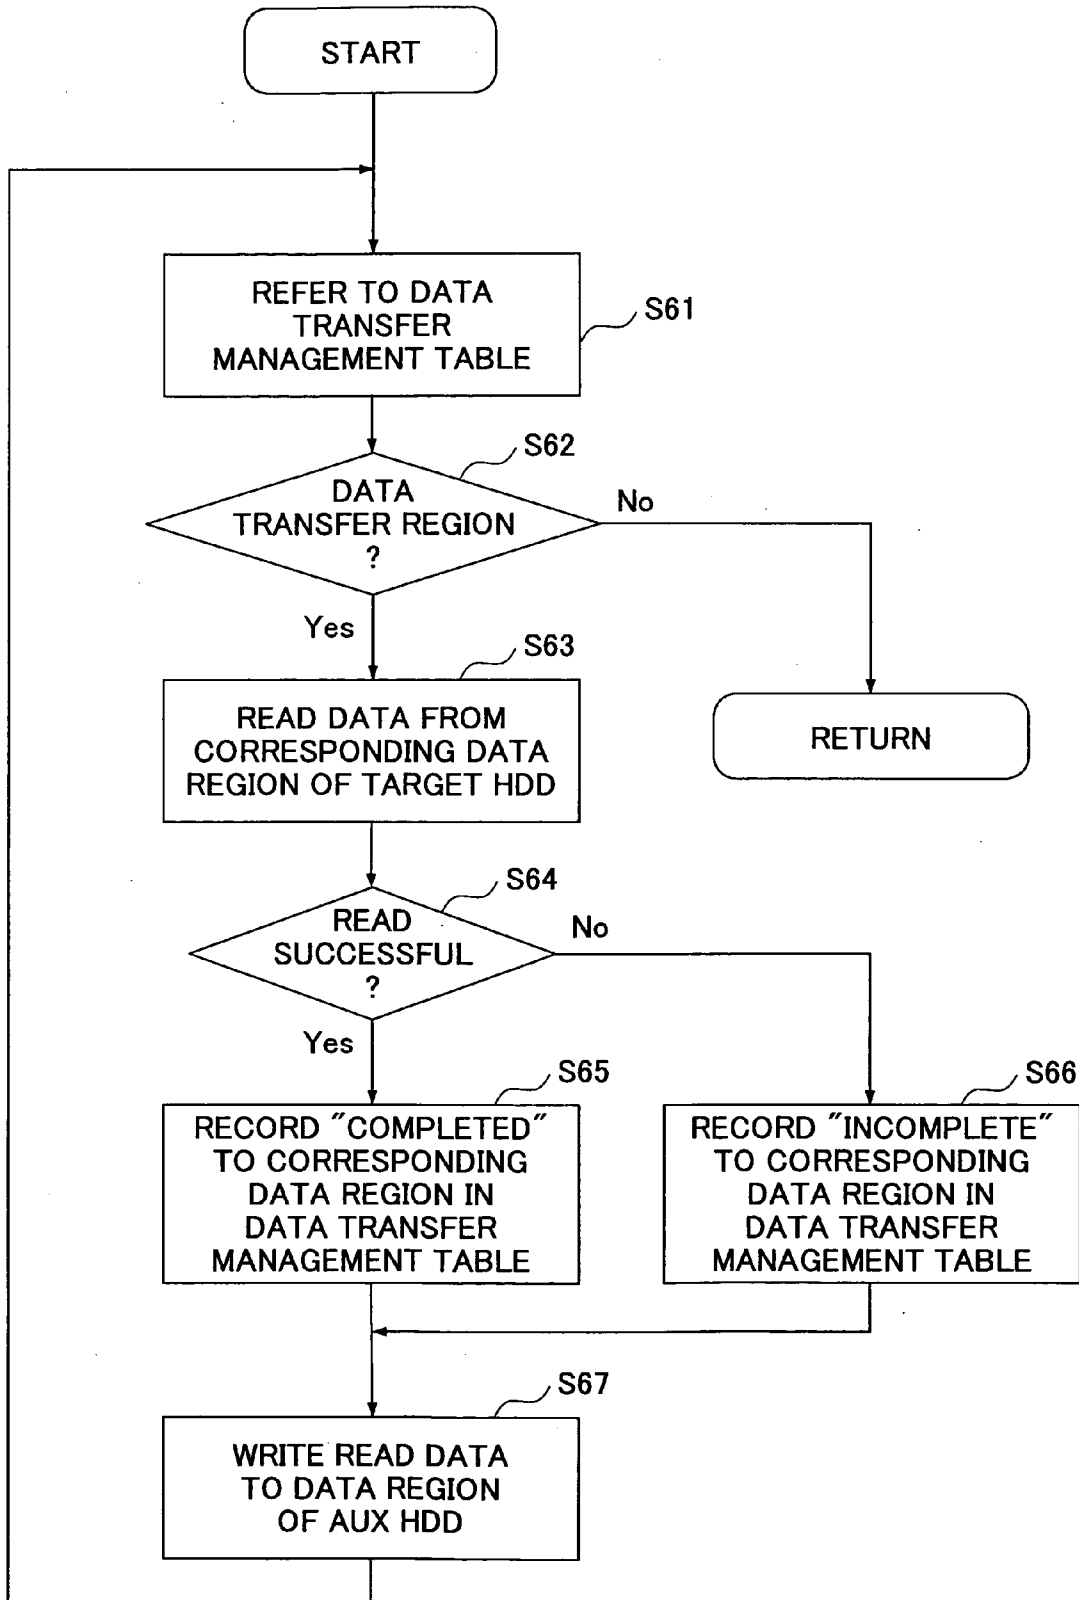 START
REFER TO DATA
TRANSFER
MANAGEMENT TABLE
S61
S62
DATA
TRANSFER REGION
?
No
Yes
S63
READ DATA FROM
CORRESPONDING DATA
REGION OF TARGET HDD
RETURN
S64
READ
SUCCESSFUL
?
No
Yes
S65
RECORD "COMPLETED"
TO CORRESPONDING
DATA REGION IN
DATA TRANSFER
MANAGEMENT TABLE
S66
RECORD "INCOMPLETE"
TO CORRESPONDING
DATA REGION IN
DATA TRANSFER
MANAGEMENT TABLE
S67
WRITE READ DATA
TO DATA REGION
OF AUX HDD